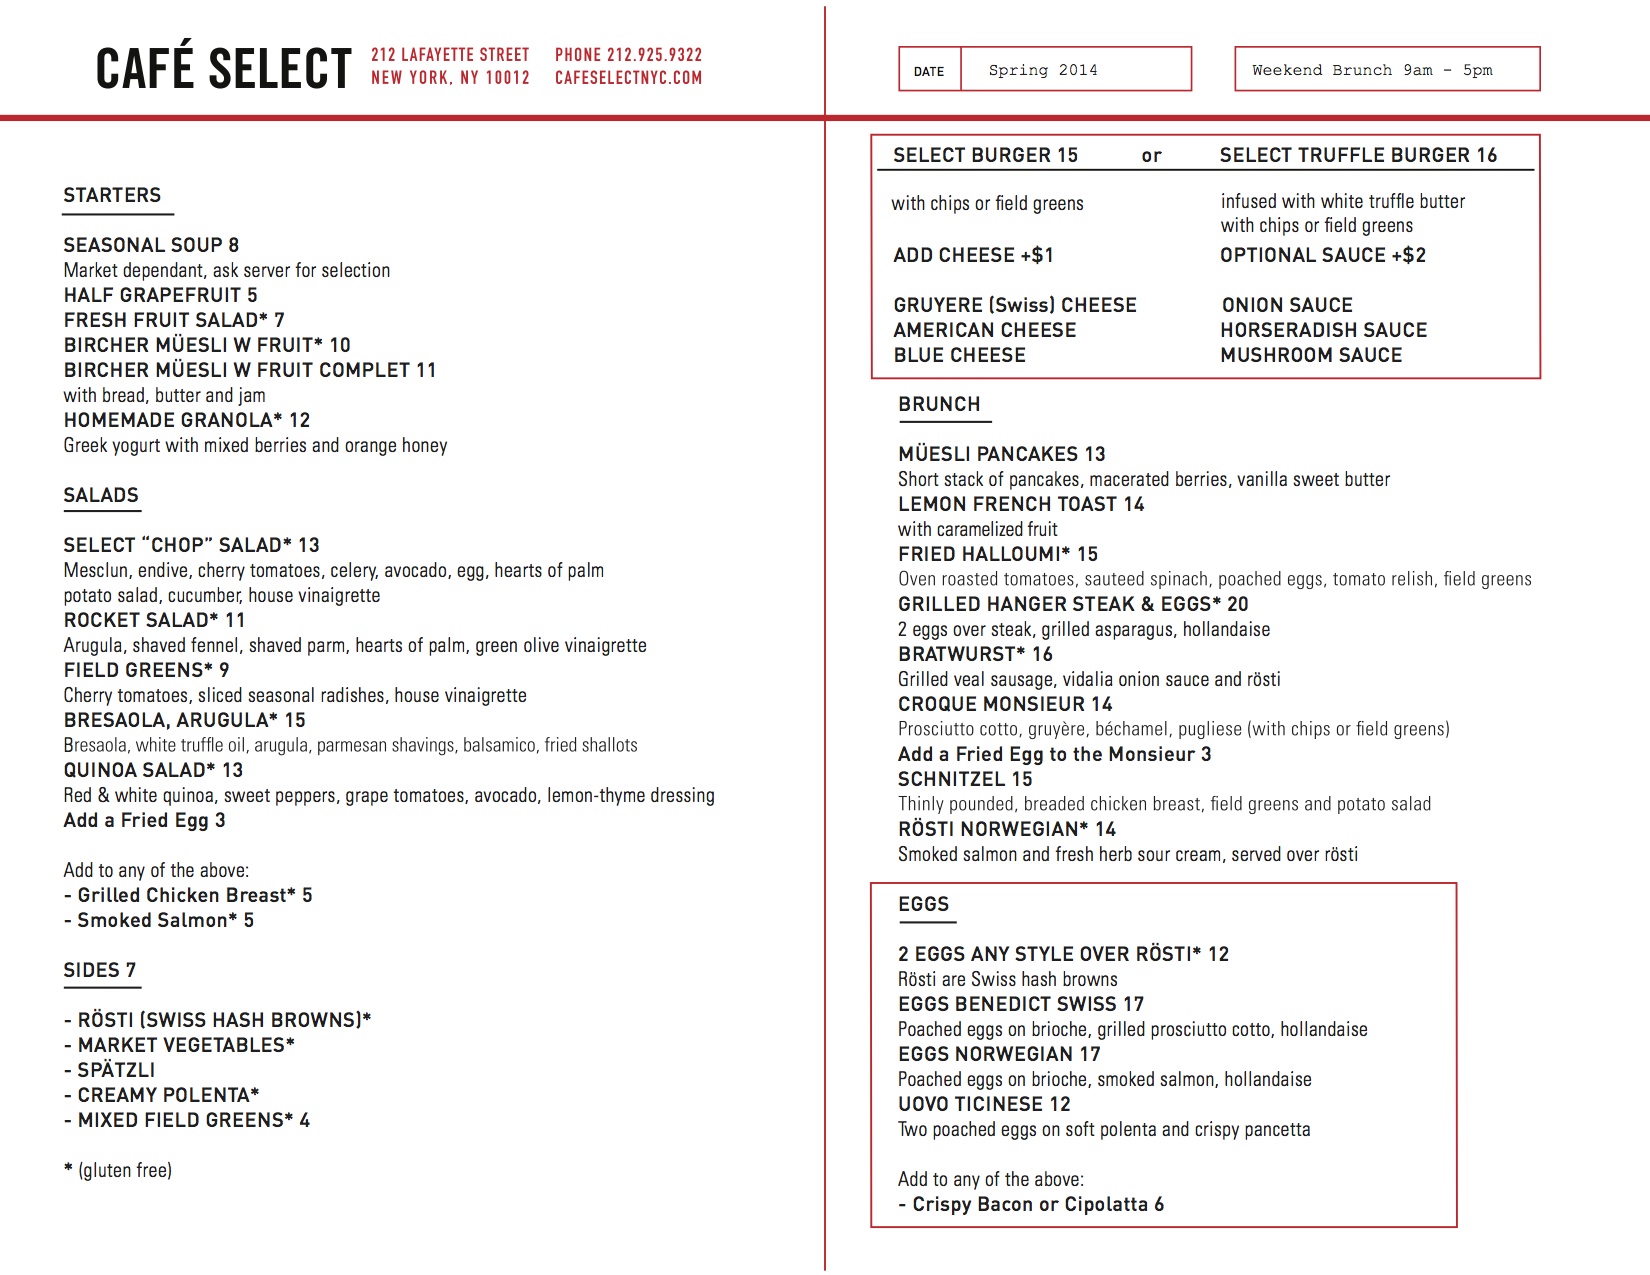 CAFÉ SELECT
212 LAFAYETTE STREET
NEW YORK, NY 10012
PHONE 212.925.9322
CAFESELECTNYC.COM
DATE
Spring 2014
Weekend Brunch 9am - 5pm
STARTERS
SEASONAL SOUP 8
Market dependant, ask server for selection
HALF GRAPEFRUIT 5
FRESH FRUIT SALAD* 7
BIRCHER MÜESLI W FRUIT* 10
BIRCHER MÜESLI W FRUIT COMPLET 11
with bread, butter and jam
HOMEMADE GRANOLA* 12
Greek yogurt with mixed berries and orange honey
SALADS
SELECT “CHOP” SALAD* 13
Mesclun, endive, cherry tomatoes, celery, avocado, egg, hearts of palm
potato salad, cucumber, house vinaigrette
ROCKET SALAD* 11
Arugula, shaved fennel, shaved parm, hearts of palm, green olive vinaigrette
FIELD GREENS* 9
Cherry tomatoes, sliced seasonal radishes, house vinaigrette
BRESAOLA, ARUGULA* 15
Bresaola, white truffle oil, arugula, parmesan shavings, balsamico, fried shallots
QUINOA SALAD* 13
Red & white quinoa, sweet peppers, grape tomatoes, avocado, lemon-thyme dressing
Add a Fried Egg 3
Add to any of the above:
- Grilled Chicken Breast* 5
- Smoked Salmon* 5
SIDES 7
- RÖSTI (SWISS HASH BROWNS)*
- MARKET VEGETABLES*
- SPÄTZLI
- CREAMY POLENTA*
- MIXED FIELD GREENS* 4
* (gluten free)
SELECT BURGER 15 or SELECT TRUFFLE BURGER 16
with chips or field greens
infused with white truffle butter
with chips or field greens
ADD CHEESE +$1
OPTIONAL SAUCE +$2
GRUYERE (Swiss) CHEESE
AMERICAN CHEESE
BLUE CHEESE
ONION SAUCE
HORSERADISH SAUCE
MUSHROOM SAUCE
BRUNCH
MÜESLI PANCAKES 13
Short stack of pancakes, macerated berries, vanilla sweet butter
LEMON FRENCH TOAST 14
with caramelized fruit
FRIED HALLOUMI* 15
Oven roasted tomatoes, sauteed spinach, poached eggs, tomato relish, field greens
GRILLED HANGER STEAK & EGGS* 20
2 eggs over steak, grilled asparagus, hollandaise
BRATWURST* 16
Grilled veal sausage, vidalia onion sauce and rösti
CROQUE MONSIEUR 14
Prosciutto cotto, gruyère, béchamel, pugliese (with chips or field greens)
Add a Fried Egg to the Monsieur 3
SCHNITZEL 15
Thinly pounded, breaded chicken breast, field greens and potato salad
RÖSTI NORWEGIAN* 14
Smoked salmon and fresh herb sour cream, served over rösti
EGGS
2 EGGS ANY STYLE OVER RÖSTI* 12
Rösti are Swiss hash browns
EGGS BENEDICT SWISS 17
Poached eggs on brioche, grilled prosciutto cotto, hollandaise
EGGS NORWEGIAN 17
Poached eggs on brioche, smoked salmon, hollandaise
UOVO TICINESE 12
Two poached eggs on soft polenta and crispy pancetta
Add to any of the above:
- Crispy Bacon or Cipolatta 6